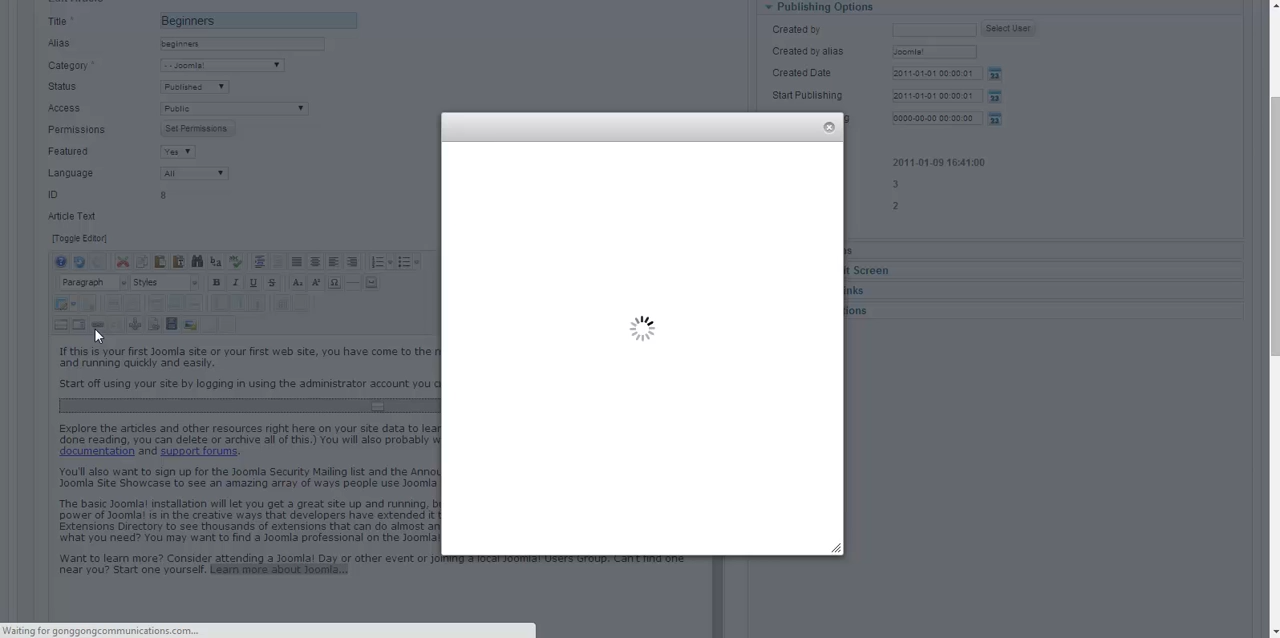 Title *
Beginners
Alias
beginners
Category *
- - Joomla!
Status
Published
Access
Public
Permissions
Set Permissions
Featured
Yes
Language
All
ID
8
Article Text
[Toggle Editor]
Paragraph
Styles
B I U S
If this is your first Joomla site or your first web site, you have come to the
and running quickly and easily.
Start off using your site by logging in using the administrator account you
Explore the articles and other resources right here on your site data to
done reading, you can delete or archive all of this.) You will also probably
documentation and support forums.
You'll also want to sign up for the Joomla Security Mailing list and the
Joomla Site Showcase to see an amazing array of ways people use Joomla
The basic Joomla! installation will let you get a great site up and running,
power of Joomla! is in the creative ways that developers have extended it
Extensions Directory to see thousands of extensions that can do almost
what you need? You may want to find a Joomla professional on the Joomla!
Want to learn more? Consider attending a Joomla! Day or other event or joining a local Joomla! Users Group. Can't find one
near you? Start one yourself. Learn more about Joomla...
Publishing Options
Created by
Select User
Created by alias
Joomla!
Created Date
2011-01-01 00:00:01
Start Publishing
2011-01-01 00:00:01
0000-00-00 00:00:00
2011-01-09 16:41:00
3
2
Waiting for gonggongcommunications.com...